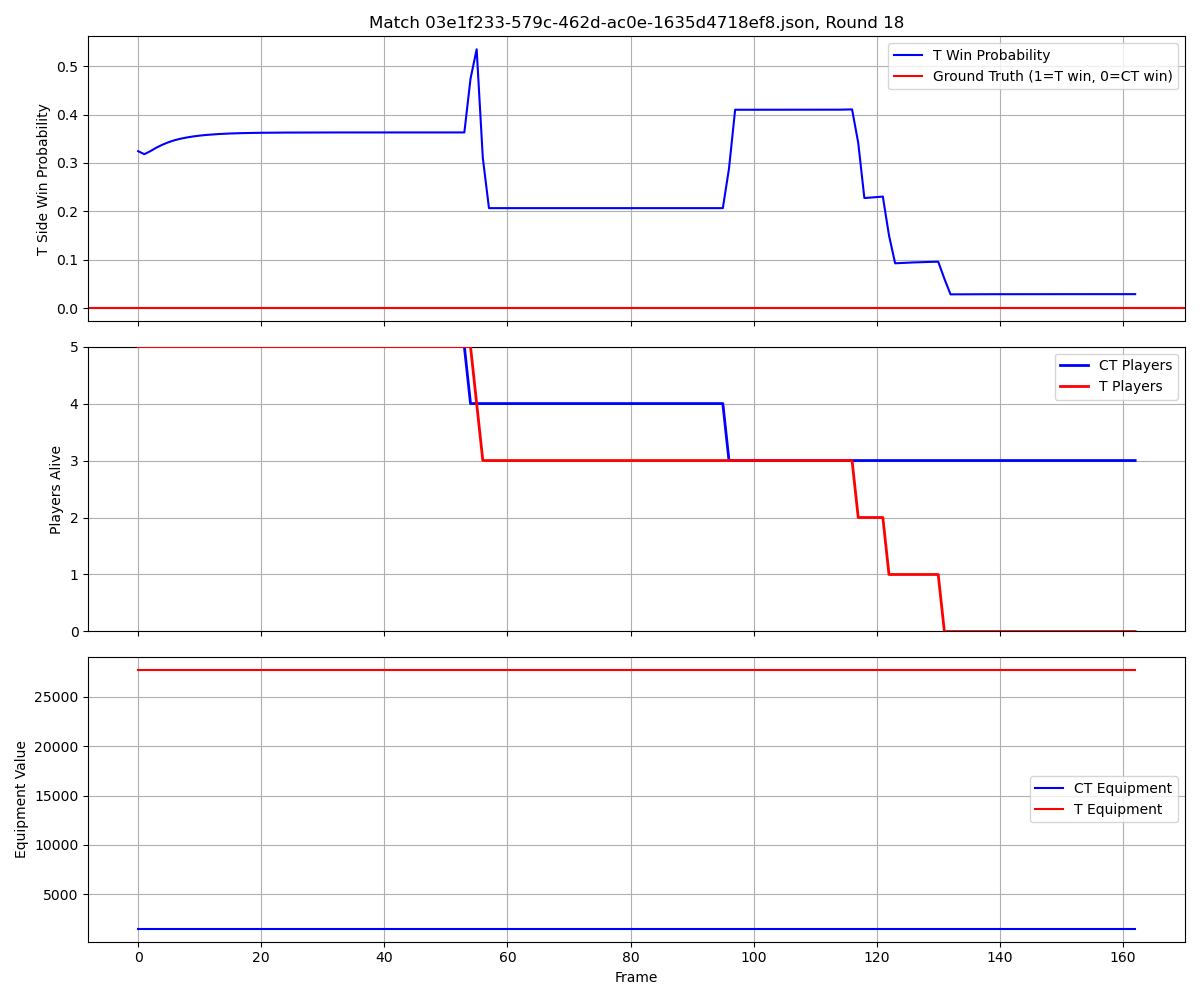 Match 03e1f233-579c-462d-ac0e-1635d4718ef8.json, Round 18
T Side Win Probability
0.5
0.4
0.3
0.2
0.1
0.0
T Win Probability
Ground Truth (1=T win, 0=CT win)
Players Alive
5
4
3
2
1
0
CT Players
T Players
Equipment Value
25000
20000
15000
10000
5000
CT Equipment
T Equipment
0 20 40 60 80 100 120 140 160
Frame